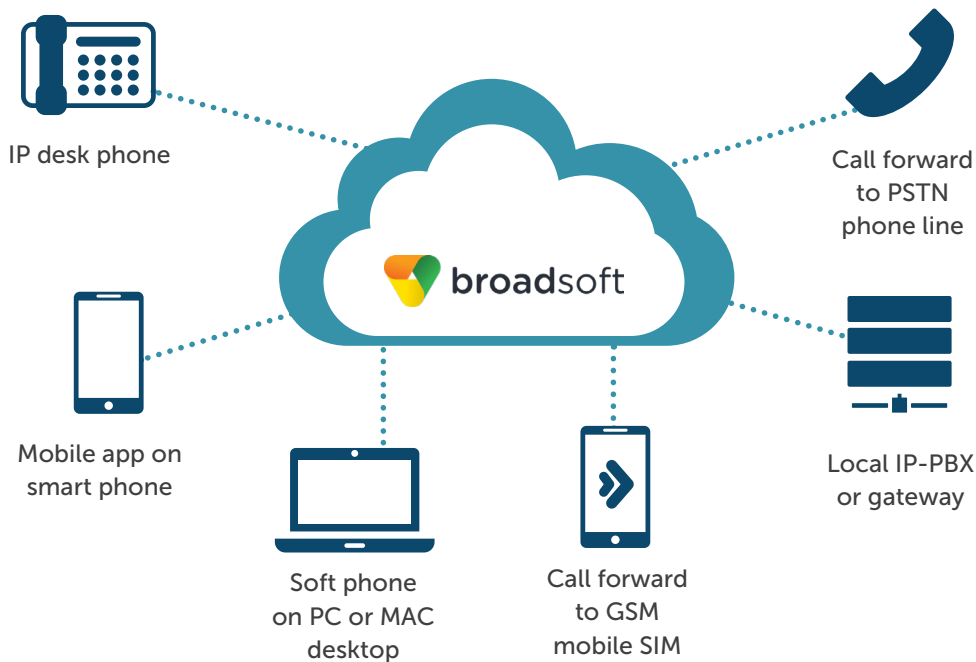 IP desk phone
Call forward
to PSTN
phone line
broadsoft
Mobile app on
smart phone
Local IP-PBX
or gateway
Soft phone
on PC or MAC
desktop
Call forward
to GSM
mobile SIM